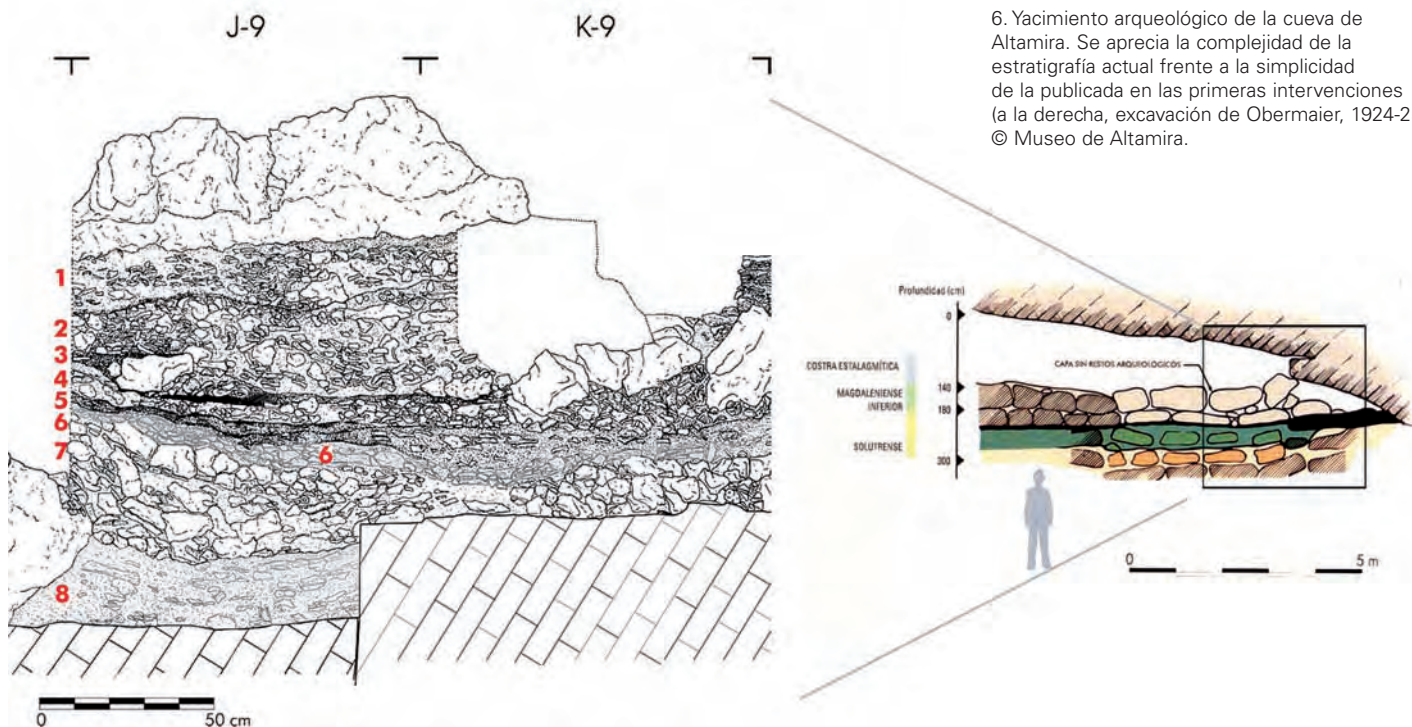 J-9
K-9
6. Yacimiento arqueológico de la cueva de
Altamira. Se aprecia la complejidad de la
estratigrafía actual frente a la simplicidad
de la publicada en las primeras intervenciones
(a la derecha, excavación de Obermaier, 1924-2
© Museo de Altamira.
1
2
3
4
5
6
7
6
8
0
50 cm
Profundidad (cm)
0
140
180
300
COSTRA ESTALAGMÍTICA
MAGDALENIENSE
INFERIOR
SOLUTRENSE
CAPA SIN RESTOS ARQUEOLÓGICOS
0
5 m